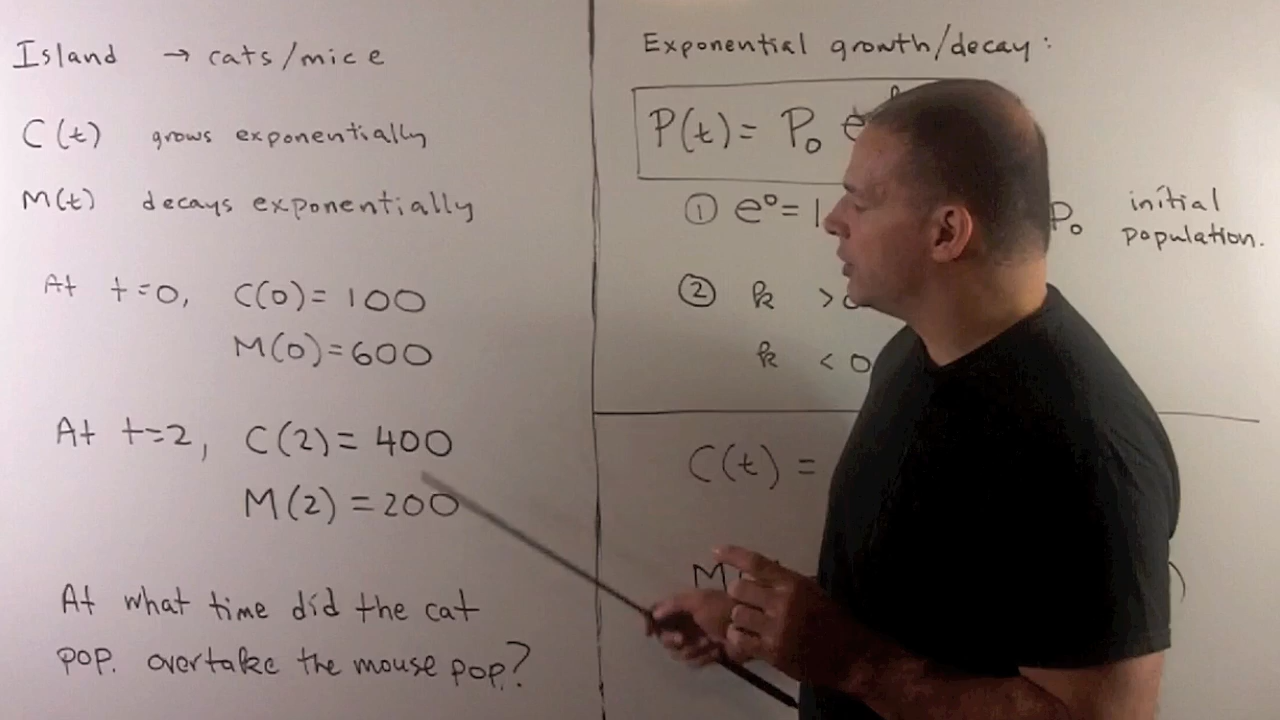 Island → cats/mice
C(t) grows exponentially
M(t) decays exponentially
At t=0, C(0)=100
M(0)=600
At t=2, C(2)=400
M(2)=200
At what time did the cat
pop. overtake the mouse pop?
Exponential growth/decay:
P(t)= P₀ e
① e⁰=1
P₀ initial
population.
② k >0
k <0
C(t) =
M
)